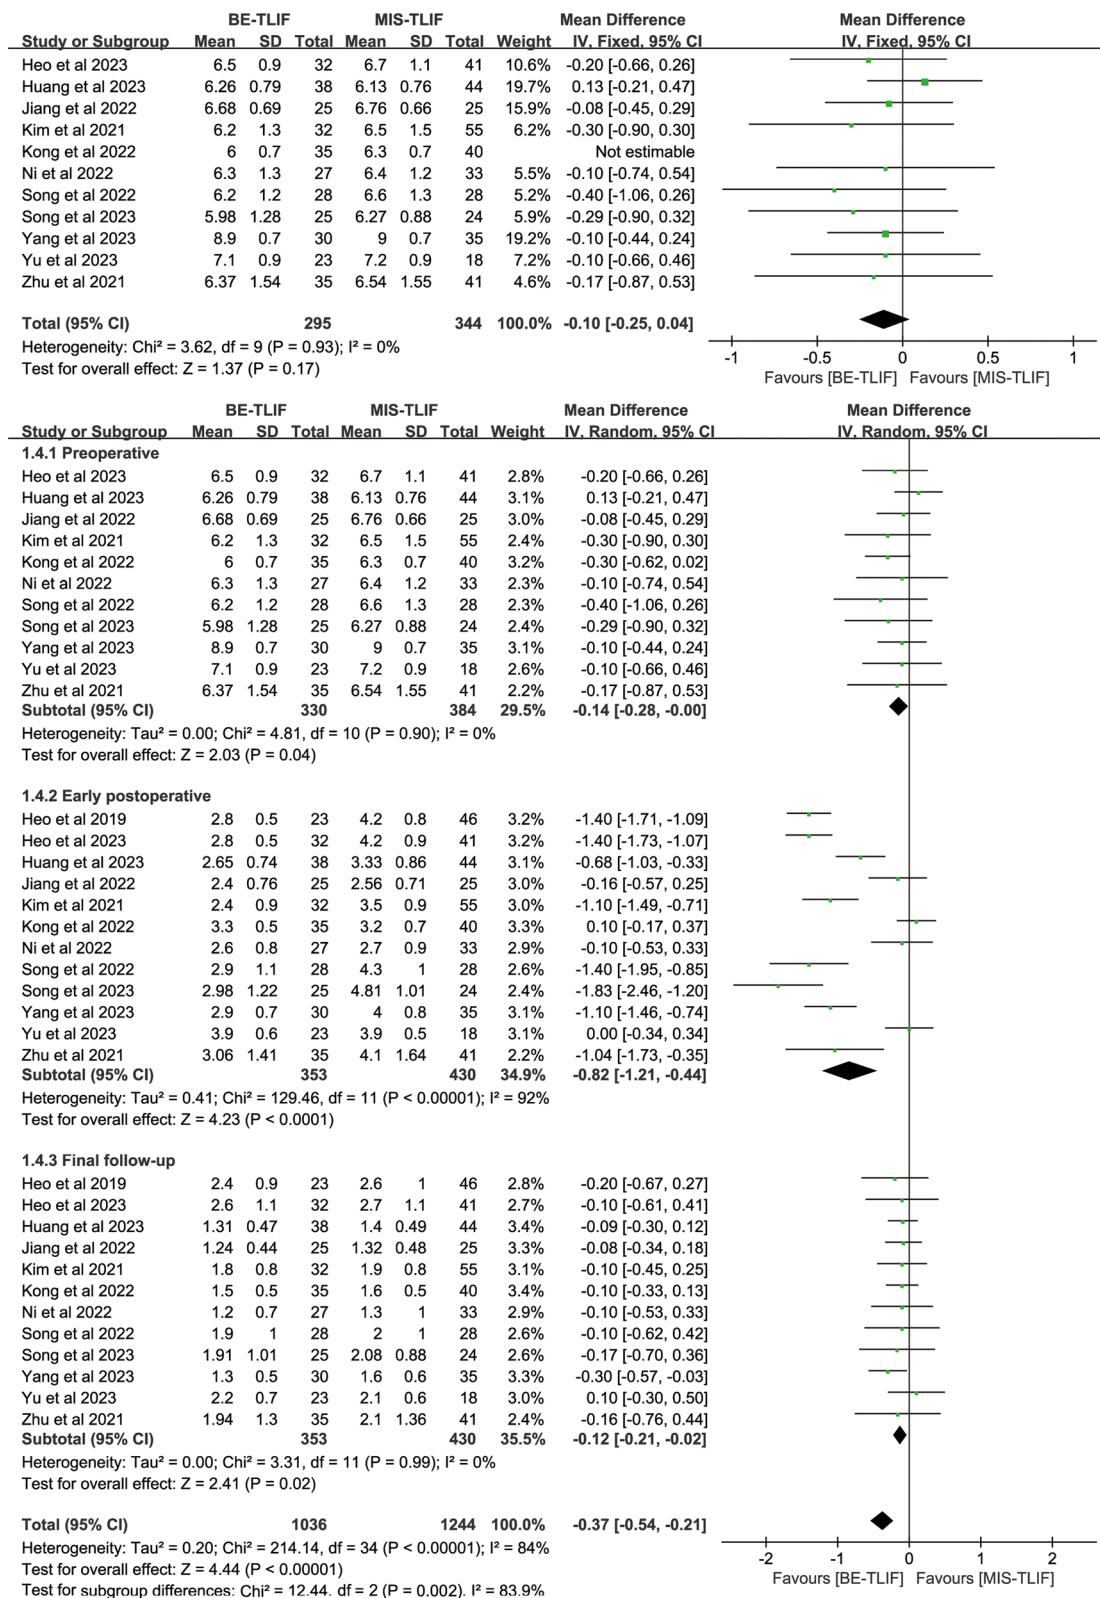 BE-TLIF MIS-TLIF Mean Difference Mean Difference
Study or Subgroup Mean SD Total Mean SD Total Weight IV, Fixed, 95% CI IV, Fixed, 95% CI
Heo et al 2023 6.5 0.9 32 6.7 1.1 41 10.6% -0.20 [-0.66, 0.26]
Huang et al 2023 6.26 0.79 38 6.13 0.76 44 19.7% 0.13 [-0.21, 0.47]
Jiang et al 2022 6.68 0.69 25 6.76 0.66 25 15.9% -0.08 [-0.45, 0.29]
Kim et al 2021 6.2 1.3 32 6.5 1.5 55 6.2% -0.30 [-0.90, 0.30]
Kong et al 2022 6 0.7 35 6.3 0.7 40 Not estimable
Ni et al 2022 6.3 1.3 27 6.4 1.2 33 5.5% -0.10 [-0.74, 0.54]
Song et al 2022 6.2 1.2 28 6.6 1.3 28 5.2% -0.40 [-1.06, 0.26]
Song et al 2023 5.98 1.28 25 6.27 0.88 24 5.9% -0.29 [-0.90, 0.32]
Yang et al 2023 8.9 0.7 30 9 0.7 35 19.2% -0.10 [-0.44, 0.24]
Yu et al 2023 7.1 0.9 23 7.2 0.9 18 7.2% -0.10 [-0.66, 0.46]
Zhu et al 2021 6.37 1.54 35 6.54 1.55 41 4.6% -0.17 [-0.87, 0.53]
Total (95% CI) 295 344 100.0% -0.10 [-0.25, 0.04]
Heterogeneity: Chi² = 3.62, df = 9 (P = 0.93); I² = 0%
Test for overall effect: Z = 1.37 (P = 0.17)
-1 -0.5 0 0.5 1
Favours [BE-TLIF] Favours [MIS-TLIF]
BE-TLIF MIS-TLIF Mean Difference Mean Difference
Study or Subgroup Mean SD Total Mean SD Total Weight IV, Random, 95% CI IV, Random, 95% CI
1.4.1 Preoperative
Heo et al 2023 6.5 0.9 32 6.7 1.1 41 2.8% -0.20 [-0.66, 0.26]
Huang et al 2023 6.26 0.79 38 6.13 0.76 44 3.1% 0.13 [-0.21, 0.47]
Jiang et al 2022 6.68 0.69 25 6.76 0.66 25 3.0% -0.08 [-0.45, 0.29]
Kim et al 2021 6.2 1.3 32 6.5 1.5 55 2.4% -0.30 [-0.90, 0.30]
Kong et al 2022 6 0.7 35 6.3 0.7 40 3.2% -0.30 [-0.62, 0.02]
Ni et al 2022 6.3 1.3 27 6.4 1.2 33 2.3% -0.10 [-0.74, 0.54]
Song et al 2022 6.2 1.2 28 6.6 1.3 28 2.3% -0.40 [-1.06, 0.26]
Song et al 2023 5.98 1.28 25 6.27 0.88 24 2.4% -0.29 [-0.90, 0.32]
Yang et al 2023 8.9 0.7 30 9 0.7 35 3.1% -0.10 [-0.44, 0.24]
Yu et al 2023 7.1 0.9 23 7.2 0.9 18 2.6% -0.10 [-0.66, 0.46]
Zhu et al 2021 6.37 1.54 35 6.54 1.55 41 2.2% -0.17 [-0.87, 0.53]
Subtotal (95% CI) 330 384 29.5% -0.14 [-0.28, -0.00]
Heterogeneity: Tau² = 0.00; Chi² = 4.81, df = 10 (P = 0.90); I² = 0%
Test for overall effect: Z = 2.03 (P = 0.04)
1.4.2 Early postoperative
Heo et al 2019 2.8 0.5 23 4.2 0.8 46 3.2% -1.40 [-1.71, -1.09]
Heo et al 2023 2.8 0.5 32 4.2 0.9 41 3.2% -1.40 [-1.73, -1.07]
Huang et al 2023 2.65 0.74 38 3.33 0.86 44 3.1% -0.68 [-1.03, -0.33]
Jiang et al 2022 2.4 0.76 25 2.56 0.71 25 3.0% -0.16 [-0.57, 0.25]
Kim et al 2021 2.4 0.9 32 3.5 0.9 55 3.0% -1.10 [-1.49, -0.71]
Kong et al 2022 3.3 0.5 35 3.2 0.7 40 3.3% 0.10 [-0.17, 0.37]
Ni et al 2022 2.6 0.8 27 2.7 0.9 33 2.9% -0.10 [-0.53, 0.33]
Song et al 2022 2.9 1.1 28 4.3 1 28 2.6% -1.40 [-1.95, -0.85]
Song et al 2023 2.98 1.22 25 4.81 1.01 24 2.4% -1.83 [-2.46, -1.20]
Yang et al 2023 2.9 0.7 30 4 0.8 35 3.1% -1.10 [-1.46, -0.74]
Yu et al 2023 3.9 0.6 23 3.9 0.5 18 3.1% 0.00 [-0.34, 0.34]
Zhu et al 2021 3.06 1.41 35 4.1 1.64 41 2.2% -1.04 [-1.73, -0.35]
Subtotal (95% CI) 353 430 34.9% -0.82 [-1.21, -0.44]
Heterogeneity: Tau² = 0.41; Chi² = 129.46, df = 11 (P < 0.00001); I² = 92%
Test for overall effect: Z = 4.23 (P < 0.0001)
1.4.3 Final follow-up
Heo et al 2019 2.4 0.9 23 2.6 1 46 2.8% -0.20 [-0.67, 0.27]
Heo et al 2023 2.6 1.1 32 2.7 1.1 41 2.7% -0.10 [-0.61, 0.41]
Huang et al 2023 1.31 0.47 38 1.4 0.49 44 3.4% -0.09 [-0.30, 0.12]
Jiang et al 2022 1.24 0.44 25 1.32 0.48 25 3.3% -0.08 [-0.34, 0.18]
Kim et al 2021 1.8 0.8 32 1.9 0.8 55 3.1% -0.10 [-0.45, 0.25]
Kong et al 2022 1.5 0.5 35 1.6 0.5 40 3.4% -0.10 [-0.33, 0.13]
Ni et al 2022 1.2 0.7 27 1.3 1 33 2.9% -0.10 [-0.53, 0.33]
Song et al 2022 1.9 1 28 2 1 28 2.6% -0.10 [-0.62, 0.42]
Song et al 2023 1.91 1.01 25 2.08 0.88 24 2.6% -0.17 [-0.70, 0.36]
Yang et al 2023 1.3 0.5 30 1.6 0.6 35 3.3% -0.30 [-0.57, -0.03]
Yu et al 2023 2.2 0.7 23 2.1 0.6 18 3.0% 0.10 [-0.30, 0.50]
Zhu et al 2021 1.94 1.3 35 2.1 1.36 41 2.4% -0.16 [-0.76, 0.44]
Subtotal (95% CI) 353 430 35.5% -0.12 [-0.21, -0.02]
Heterogeneity: Tau² = 0.00; Chi² = 3.31, df = 11 (P = 0.99); I² = 0%
Test for overall effect: Z = 2.41 (P = 0.02)
Total (95% CI) 1036 1244 100.0% -0.37 [-0.54, -0.21]
Heterogeneity: Tau² = 0.20; Chi² = 214.14, df = 34 (P < 0.00001); I² = 84%
Test for overall effect: Z = 4.44 (P < 0.00001)
Test for subgroup differences: Chi² = 12.44. df = 2 (P = 0.002). I² = 83.9%
-2 -1 0 1 2
Favours [BE-TLIF] Favours [MIS-TLIF]